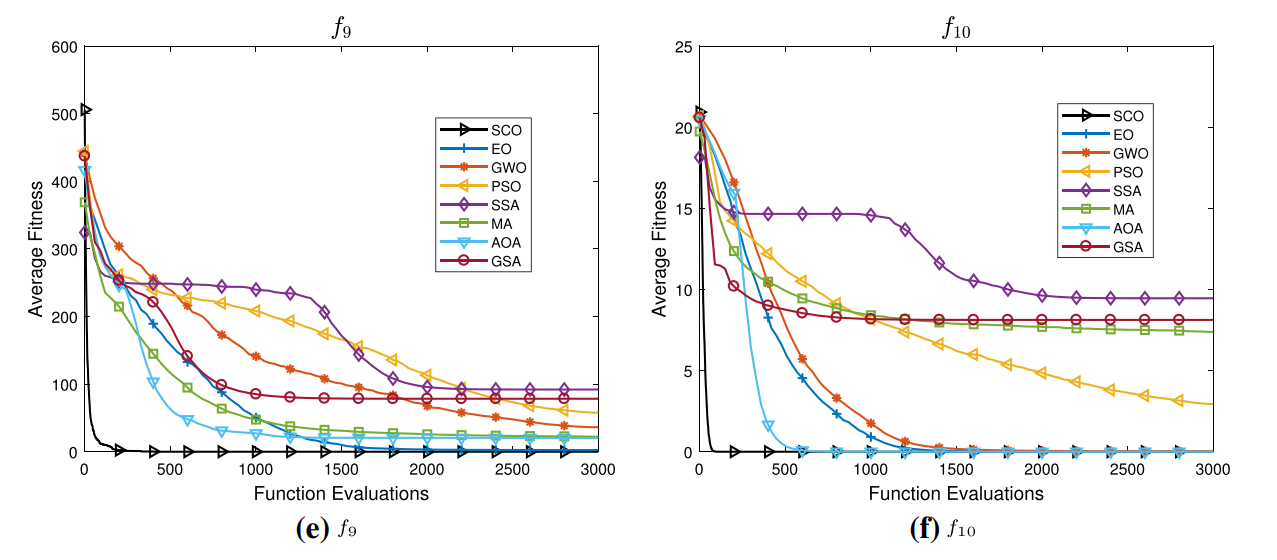 f₉
600
500
400
300
200
100
0
Average Fitness
SCO
EO
GWO
PSO
SSA
MA
AOA
GSA
0 500 1000 1500 2000 2500 3000
Function Evaluations
(e) f₉
f₁₀
25
20
15
10
5
0
Average Fitness
SCO
EO
GWO
PSO
SSA
MA
AOA
GSA
0 500 1000 1500 2000 2500 3000
Function Evaluations
(f) f₁₀